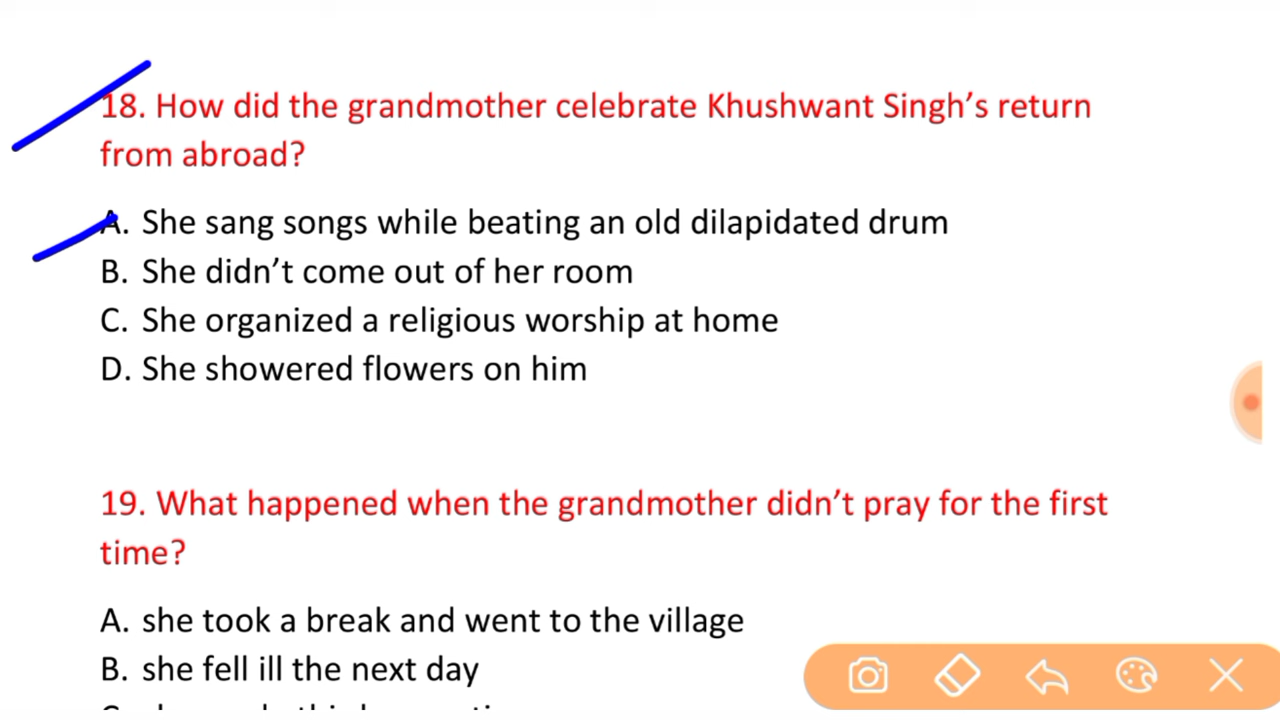 18. How did the grandmother celebrate Khushwant Singh's return
from abroad?
A. She sang songs while beating an old dilapidated drum
B. She didn't come out of her room
C. She organized a religious worship at home
D. She showered flowers on him
19. What happened when the grandmother didn't pray for the first
time?
A. she took a break and went to the village
B. she fell ill the next day